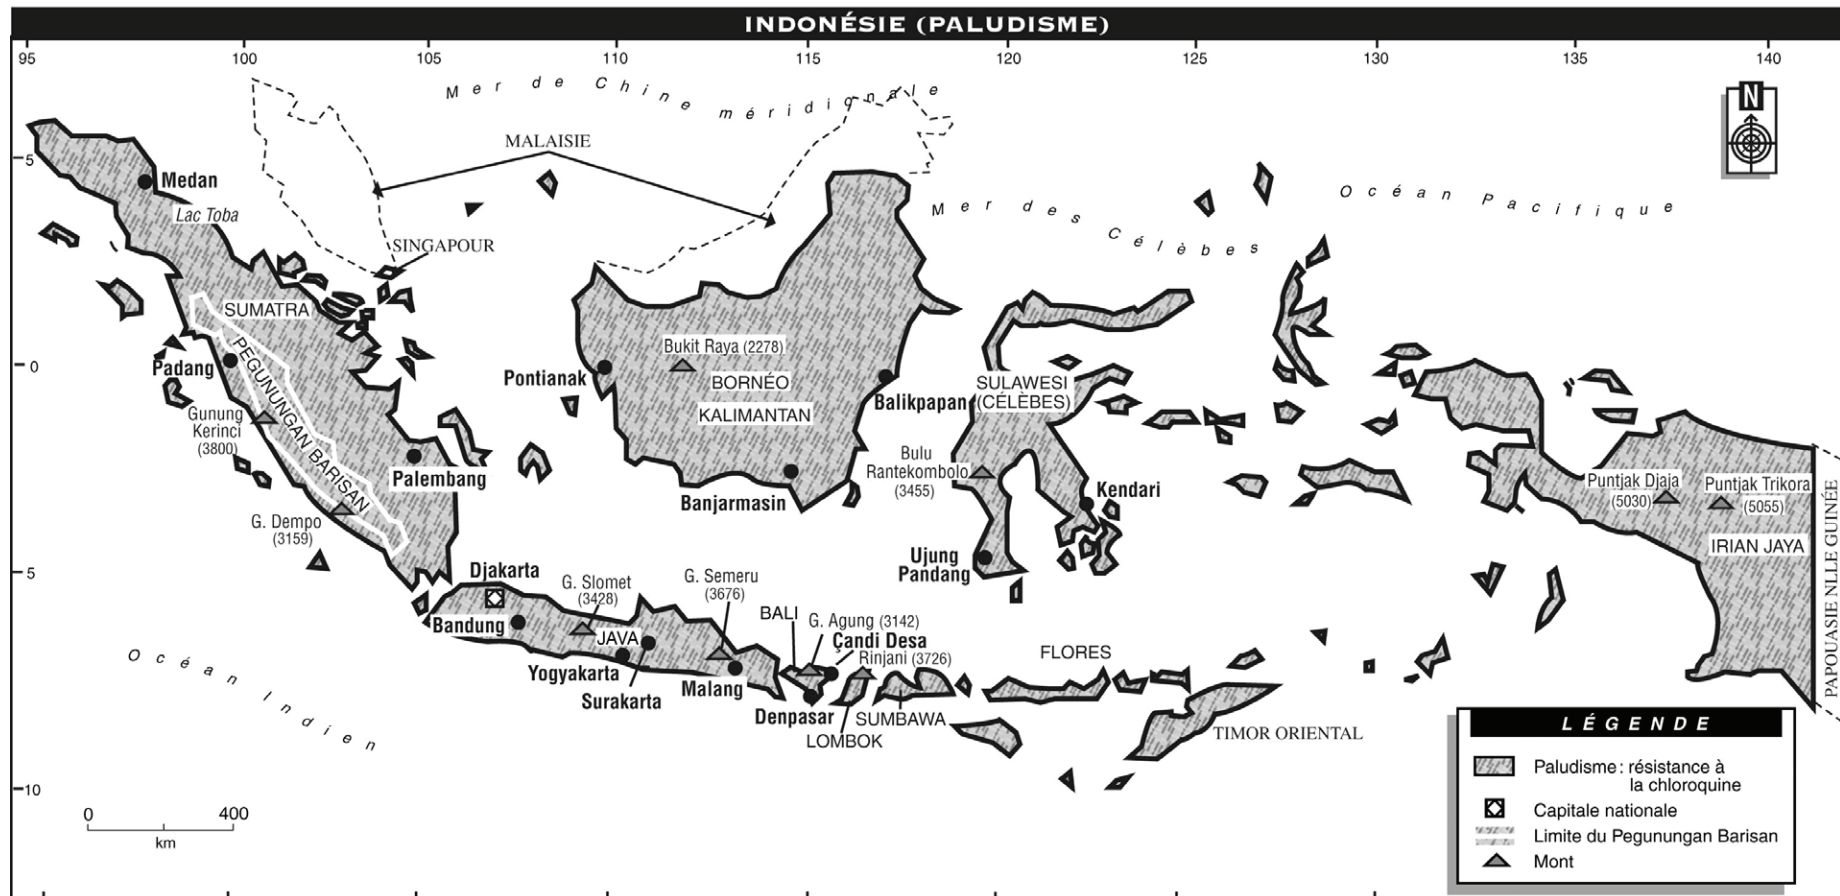 INDONÉSIE (PALUDISME)
95
100
105
110
115
120
125
130
135
140
5
0
5
10
Mer de Chine méridionale
MALAISIE
N
Océan Pacifique
Mer des Célèbes
Medan
Lac Toba
SINGAPOUR
SUMATRA
PEGUNUNGAN BARISAN
Padang
Gunung
Kerinci
(3800)
Palembang
G. Dempo
(3159)
Pontianak
Bukit Raya (2278)
BORNÉO
KALIMANTAN
Balikpapan
Banjarmasin
SULAWESI
(CÉLÈBES)
Bulu
Rantekombolo
(3455)
Kendari
Ujung
Pandang
Puntjak Djaja
(5030)
Puntjak Trikora
(5055)
IRIAN JAYA
PAPOUASIE NLLE GUINÉE
Djakarta
Bandung
G. Slomet
(3428)
JAVA
G. Semeru
(3676)
Yogyakarta
Surakarta
Malang
BALI
G. Agung (3142)
Çandi Desa
Rinjani (3726)
Denpasar
LOMBOK
SUMBAWA
FLORES
TIMOR ORIENTAL
Océan Indien
0 400
km
LÉGENDE
Paludisme : résistance à
la chloroquine
Capitale nationale
Limite du Pegunungan Barisan
Mont